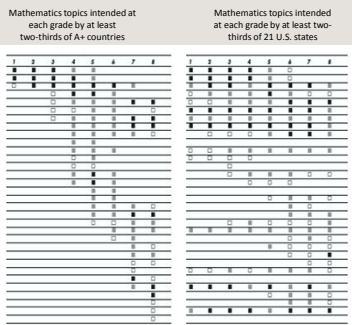 Mathematics topics intended at
each grade by at least
two-thirds of A+ countries
Mathematics topics intended
at each grade by at least two-
thirds of 21 U.S. states
1 2 3 4 5 6 7 8
1 2 3 4 5 6 7 8